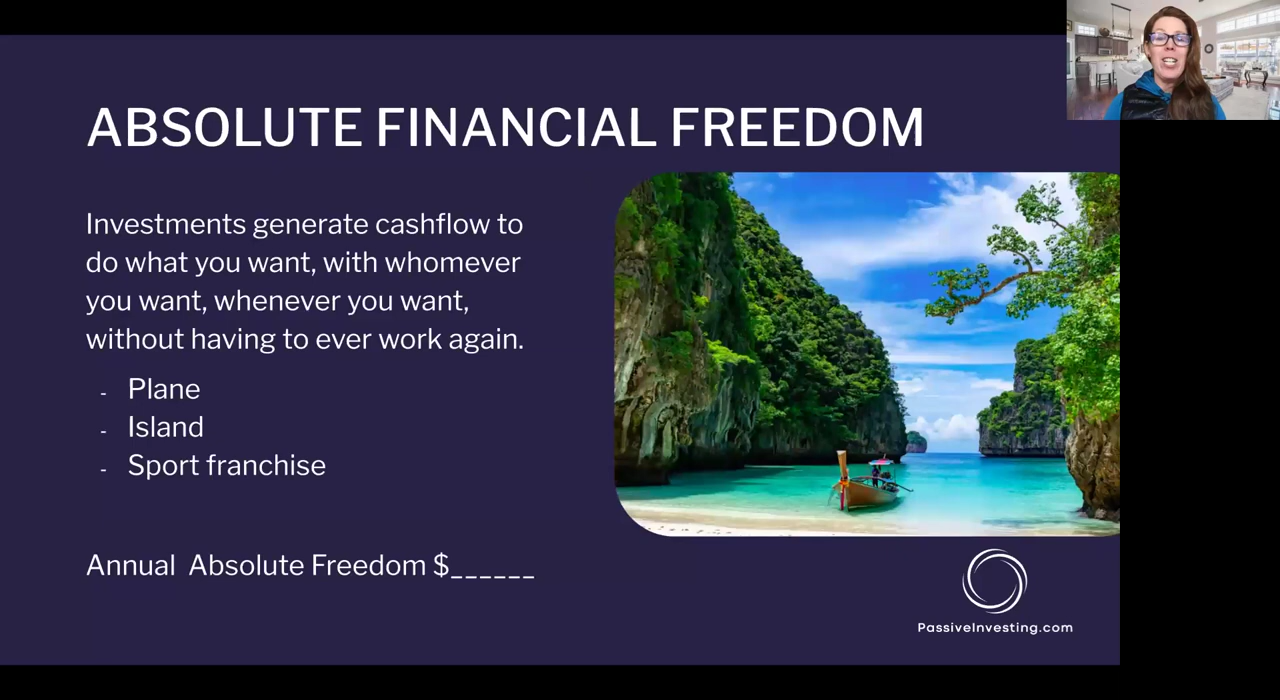 ABSOLUTE FINANCIAL FREEDOM
Investments generate cashflow to
do what you want, with whomever
you want, whenever you want,
without having to ever work again.
- Plane
- Island
- Sport franchise
Annual Absolute Freedom $______
PassiveInvesting.com